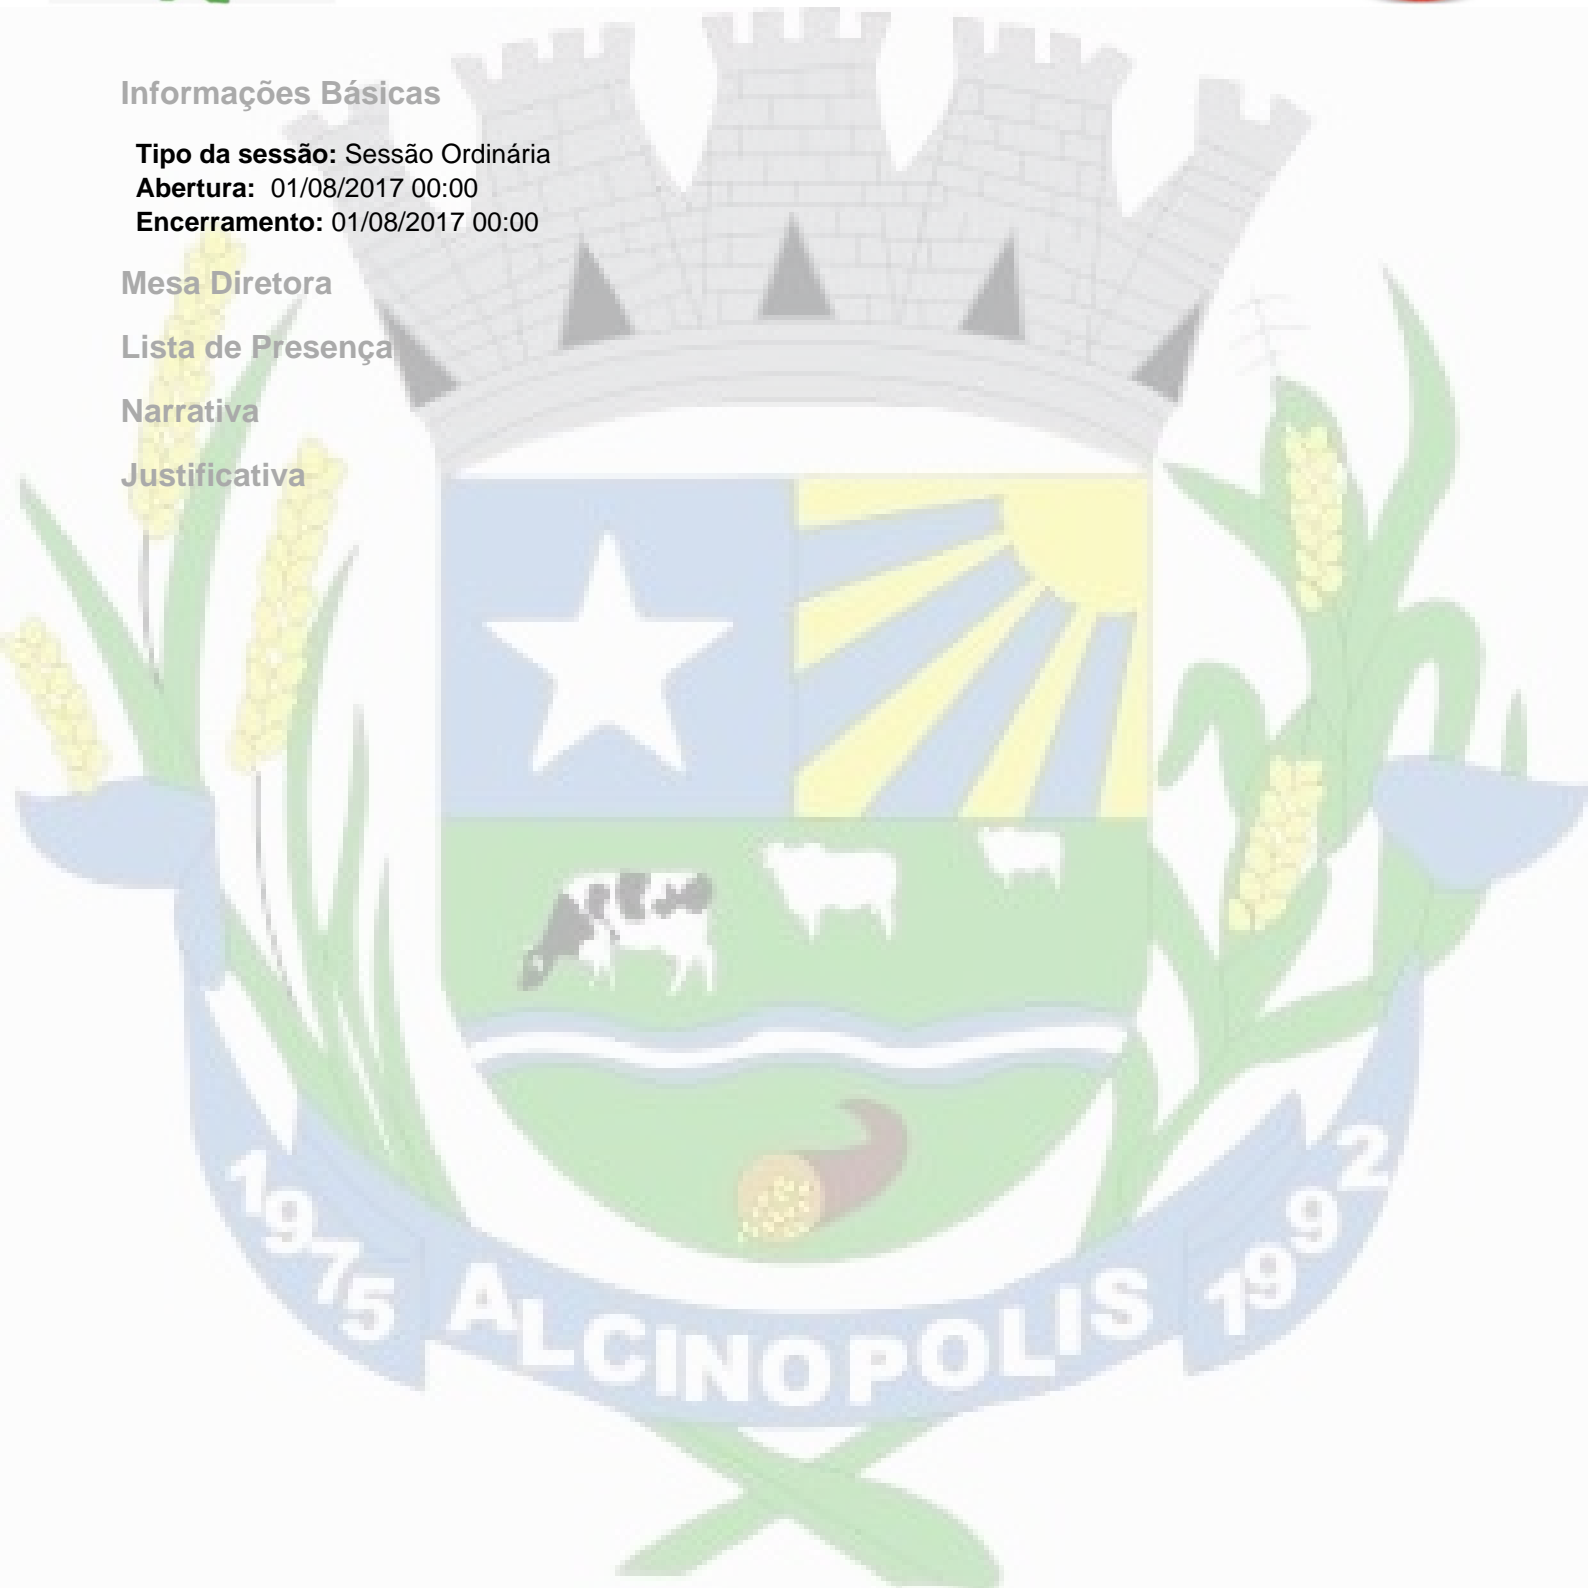 Informações Básicas
Tipo da sessão: Sessão Ordinária
Abertura: 01/08/2017 00:00
Encerramento: 01/08/2017 00:00
Mesa Diretora
Lista de Presença
Narrativa
Justificativa
1975 ALCINOPOLIS 1992